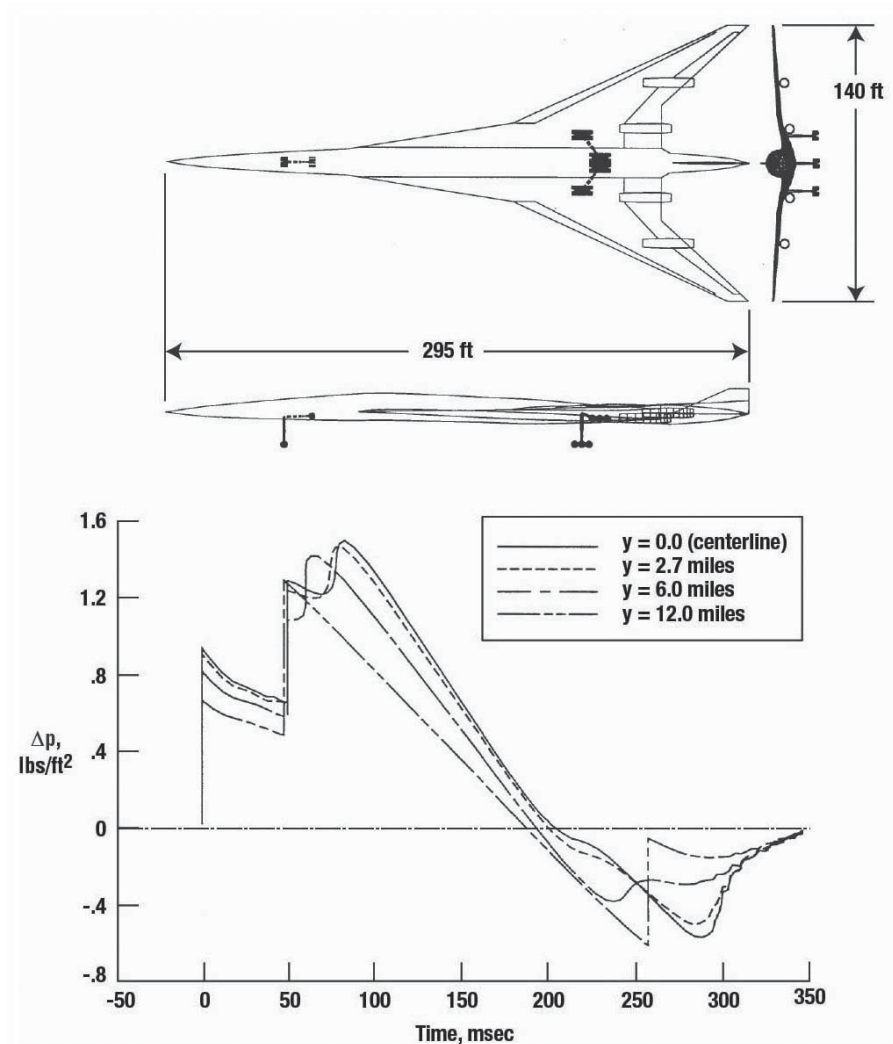 140 ft
295 ft
1.6
1.2
.8
.4
0
-.4
-.8
Δp,
lbs/ft²
y = 0.0 (centerline)
y = 2.7 miles
y = 6.0 miles
y = 12.0 miles
-50 0 50 100 150 200 250 300 350
Time, msec